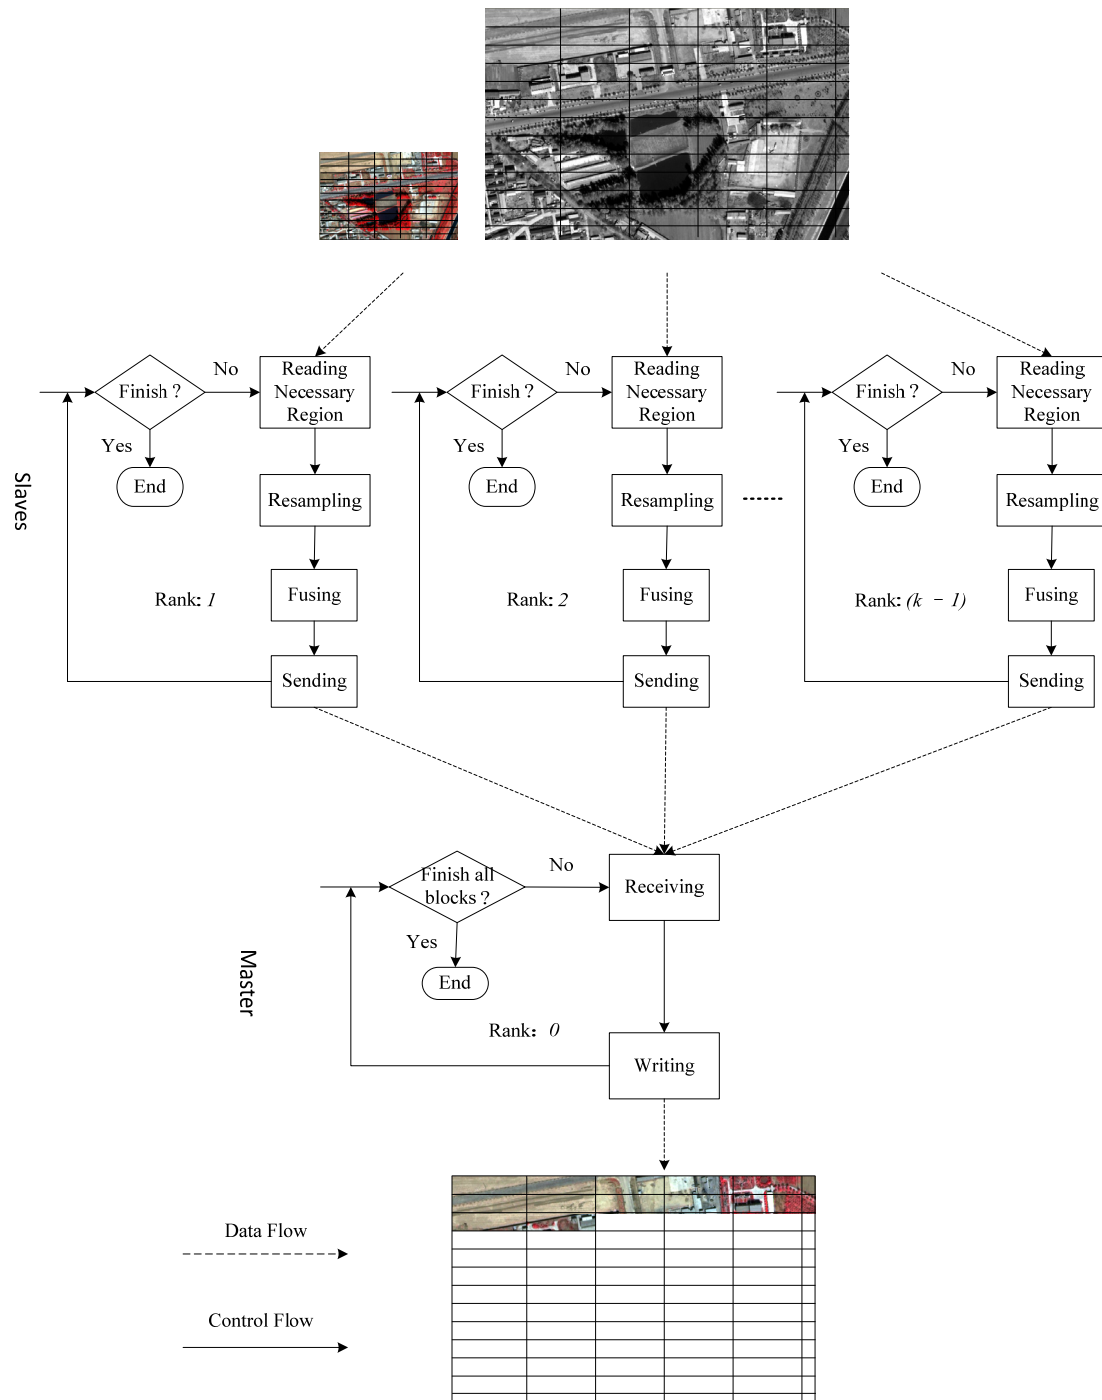 Finish ?
No
Reading
Necessary
Region
Yes
End
Resampling
Rank: 1
Fusing
Sending
Finish ?
No
Reading
Necessary
Region
Yes
End
Resampling
Rank: 2
Fusing
Sending
......
Finish ?
No
Reading
Necessary
Region
Yes
End
Resampling
Rank: (k − 1)
Fusing
Sending
Slaves
Finish all
blocks ?
No
Receiving
Yes
End
Master
Rank: 0
Writing
Data Flow
Control Flow